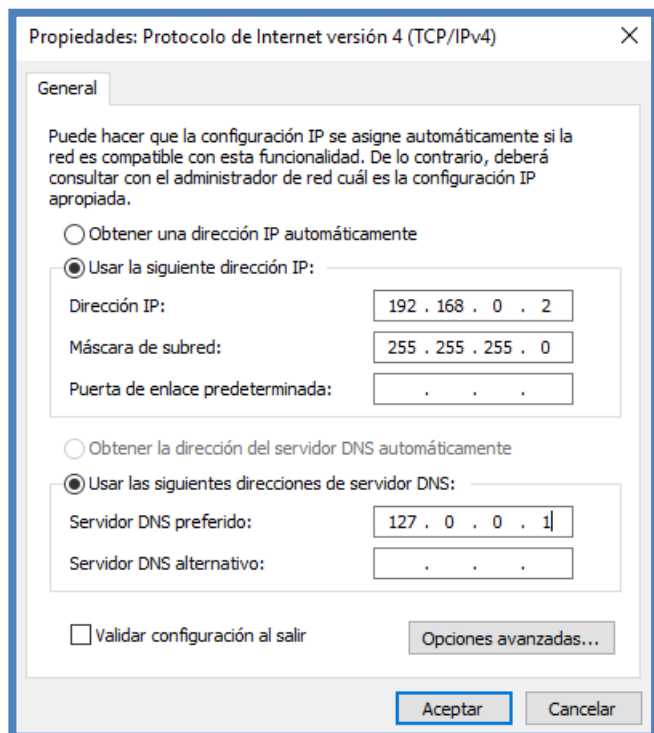 Propiedades: Protocolo de Internet versión 4 (TCP/IPv4)
General
Puede hacer que la configuración IP se asigne automáticamente si la
red es compatible con esta funcionalidad. De lo contrario, deberá
consultar con el administrador de red cuál es la configuración IP
apropiada.
Obtener una dirección IP automáticamente
Usar la siguiente dirección IP:
Dirección IP: 192 . 168 . 0 . 2
Máscara de subred: 255 . 255 . 255 . 0
Puerta de enlace predeterminada: . . .
Obtener la dirección del servidor DNS automáticamente
Usar las siguientes direcciones de servidor DNS:
Servidor DNS preferido: 127 . 0 . 0 . 1
Servidor DNS alternativo: . . .
Validar configuración al salir Opciones avanzadas...
Aceptar Cancelar